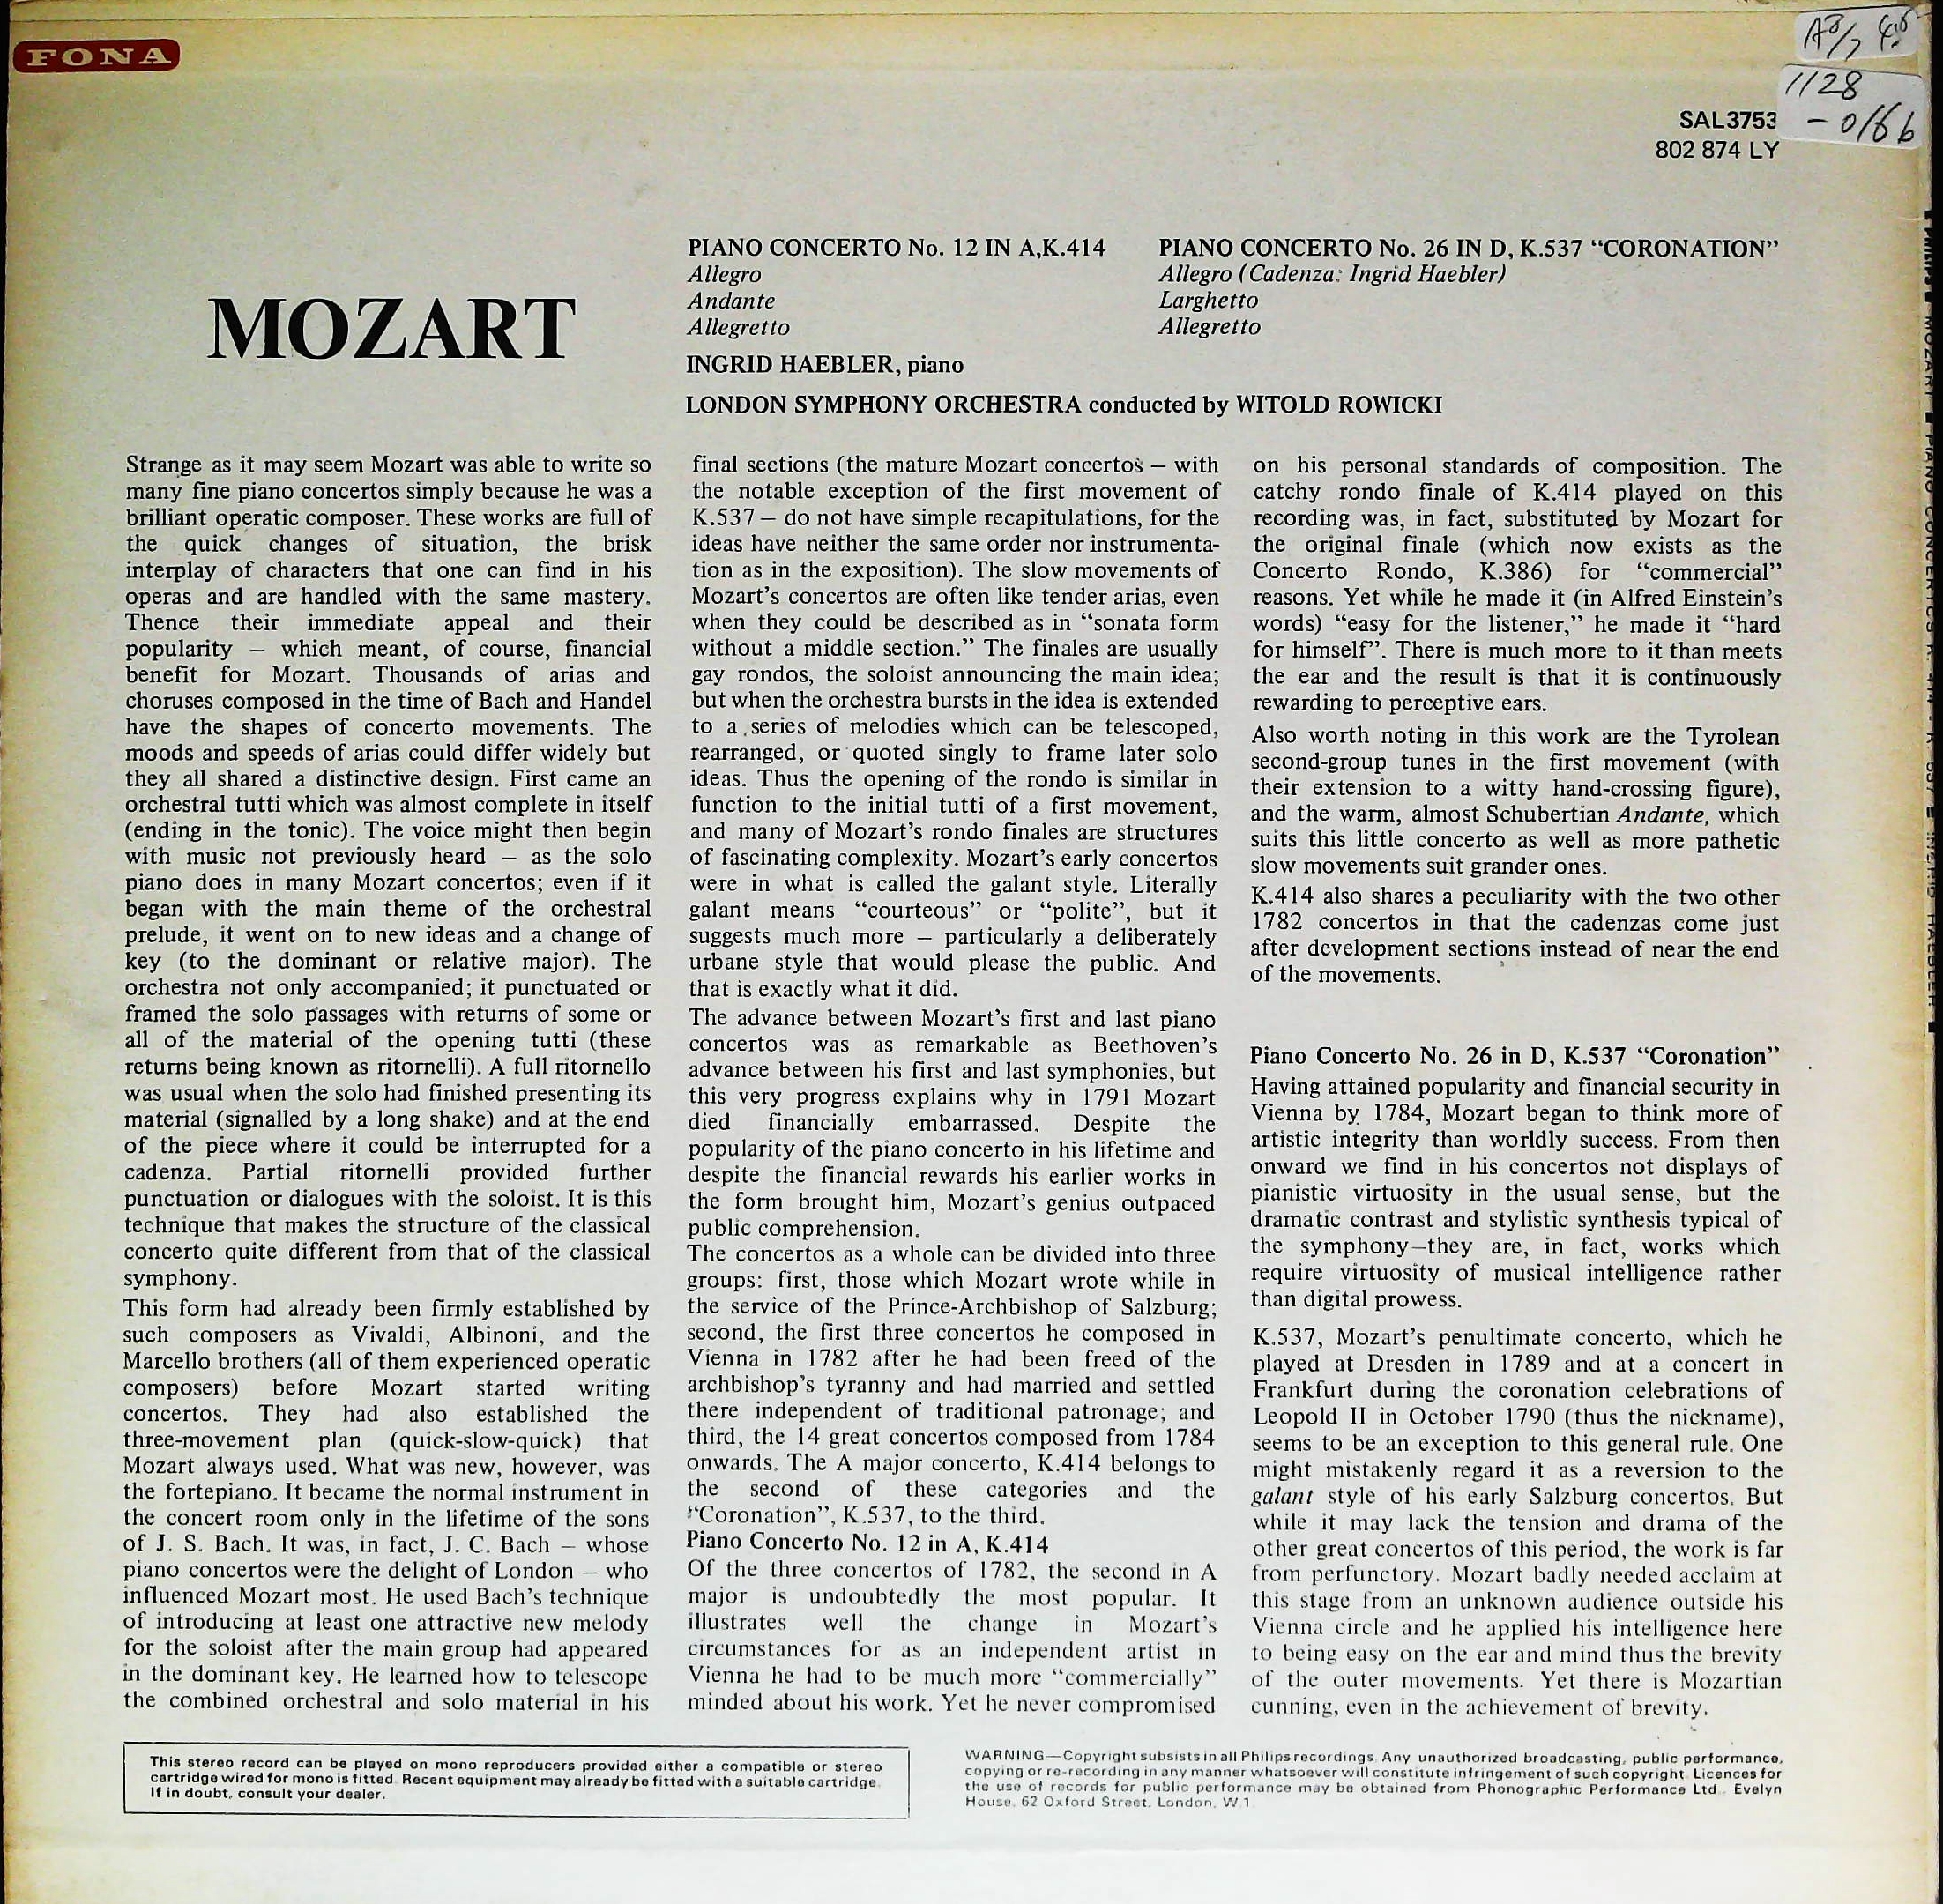 FONA
A8/7 4.5
1128
- 0/6 b
SAL3753
802 874 LY
MOZART
PIANO CONCERTO No. 12 IN A,K.414
Allegro
Andante
Allegretto
PIANO CONCERTO No. 26 IN D, K.537 “CORONATION”
Allegro (Cadenza: Ingrid Haebler)
Larghetto
Allegretto
INGRID HAEBLER, piano
LONDON SYMPHONY ORCHESTRA conducted by WITOLD ROWICKI
Strange as it may seem Mozart was able to write so
many fine piano concertos simply because he was a
brilliant operatic composer. These works are full of
the quick changes of situation, the brisk
interplay of characters that one can find in his
operas and are handled with the same mastery.
Thence their immediate appeal and their
popularity – which meant, of course, financial
benefit for Mozart. Thousands of arias and
choruses composed in the time of Bach and Handel
have the shapes of concerto movements. The
moods and speeds of arias could differ widely but
they all shared a distinctive design. First came an
orchestral tutti which was almost complete in itself
(ending in the tonic). The voice might then begin
with music not previously heard – as the solo
piano does in many Mozart concertos; even if it
began with the main theme of the orchestral
prelude, it went on to new ideas and a change of
key (to the dominant or relative major). The
orchestra not only accompanied; it punctuated or
framed the solo passages with returns of some or
all of the material of the opening tutti (these
returns being known as ritornelli). A full ritornello
was usual when the solo had finished presenting its
material (signalled by a long shake) and at the end
of the piece where it could be interrupted for a
cadenza. Partial ritornelli provided further
punctuation or dialogues with the soloist. It is this
technique that makes the structure of the classical
concerto quite different from that of the classical
symphony.
This form had already been firmly established by
such composers as Vivaldi, Albinoni, and the
Marcello brothers (all of them experienced operatic
composers) before Mozart started writing
concertos. They had also established the
three-movement plan (quick-slow-quick) that
Mozart always used. What was new, however, was
the fortepiano. It became the normal instrument in
the concert room only in the lifetime of the sons
of J. S. Bach. It was, in fact, J. C. Bach – whose
piano concertos were the delight of London – who
influenced Mozart most. He used Bach’s technique
of introducing at least one attractive new melody
for the soloist after the main group had appeared
in the dominant key. He learned how to telescope
the combined orchestral and solo material in his
final sections (the mature Mozart concertos – with
the notable exception of the first movement of
K.537 – do not have simple recapitulations, for the
ideas have neither the same order nor instrumenta-
tion as in the exposition). The slow movements of
Mozart’s concertos are often like tender arias, even
when they could be described as in “sonata form
without a middle section.” The finales are usually
gay rondos, the soloist announcing the main idea;
but when the orchestra bursts in the idea is extended
to a series of melodies which can be telescoped,
rearranged, or quoted singly to frame later solo
ideas. Thus the opening of the rondo is similar in
function to the initial tutti of a first movement,
and many of Mozart’s rondo finales are structures
of fascinating complexity. Mozart’s early concertos
were in what is called the galant style. Literally
galant means “courteous” or “polite”, but it
suggests much more – particularly a deliberately
urbane style that would please the public. And
that is exactly what it did.
The advance between Mozart’s first and last piano
concertos was as remarkable as Beethoven’s
advance between his first and last symphonies, but
this very progress explains why in 1791 Mozart
died financially embarrassed. Despite the
popularity of the piano concerto in his lifetime and
despite the financial rewards his earlier works in
the form brought him, Mozart’s genius outpaced
public comprehension.
The concertos as a whole can be divided into three
groups: first, those which Mozart wrote while in
the service of the Prince-Archbishop of Salzburg;
second, the first three concertos he composed in
Vienna in 1782 after he had been freed of the
archbishop’s tyranny and had married and settled
there independent of traditional patronage; and
third, the 14 great concertos composed from 1784
onwards. The A major concerto, K.414 belongs to
the second of these categories and the
“Coronation”, K.537, to the third.
Piano Concerto No. 12 in A, K.414
Of the three concertos of 1782, the second in A
major is undoubtedly the most popular. It
illustrates well the change in Mozart’s
circumstances for as an independent artist in
Vienna he had to be much more “commercially”
minded about his work. Yet he never compromised
on his personal standards of composition. The
catchy rondo finale of K.414 played on this
recording was, in fact, substituted by Mozart for
the original finale (which now exists as the
Concerto Rondo, K.386) for “commercial”
reasons. Yet while he made it (in Alfred Einstein’s
words) “easy for the listener,” he made it “hard
for himself”. There is much more to it than meets
the ear and the result is that it is continuously
rewarding to perceptive ears.
Also worth noting in this work are the Tyrolean
second-group tunes in the first movement (with
their extension to a witty hand-crossing figure),
and the warm, almost Schubertian Andante, which
suits this little concerto as well as more pathetic
slow movements suit grander ones.
K.414 also shares a peculiarity with the two other
1782 concertos in that the cadenzas come just
after development sections instead of near the end
of the movements.
Piano Concerto No. 26 in D, K.537 “Coronation”
Having attained popularity and financial security in
Vienna by 1784, Mozart began to think more of
artistic integrity than worldly success. From then
onward we find in his concertos not displays of
pianistic virtuosity in the usual sense, but the
dramatic contrast and stylistic synthesis typical of
the symphony–they are, in fact, works which
require virtuosity of musical intelligence rather
than digital prowess.
K.537, Mozart’s penultimate concerto, which he
played at Dresden in 1789 and at a concert in
Frankfurt during the coronation celebrations of
Leopold II in October 1790 (thus the nickname),
seems to be an exception to this general rule. One
might mistakenly regard it as a reversion to the
galant style of his early Salzburg concertos. But
while it may lack the tension and drama of the
other great concertos of this period, the work is far
from perfunctory. Mozart badly needed acclaim at
this stage from an unknown audience outside his
Vienna circle and he applied his intelligence here
to being easy on the ear and mind thus the brevity
of the outer movements. Yet there is Mozartian
cunning, even in the achievement of brevity.
This stereo record can be played on mono reproducers provided either a compatible or stereo
cartridge wired for mono is fitted. Recent equipment may already be fitted with a suitable cartridge.
If in doubt, consult your dealer.
WARNING—Copyright subsists in all Philips recordings. Any unauthorized broadcasting, public performance,
copying or re-recording in any manner whatsoever will constitute infringement of such copyright. Licences for
the use of records for public performance may be obtained from Phonographic Performance Ltd., Evelyn
House, 62 Oxford Street, London, W.1.